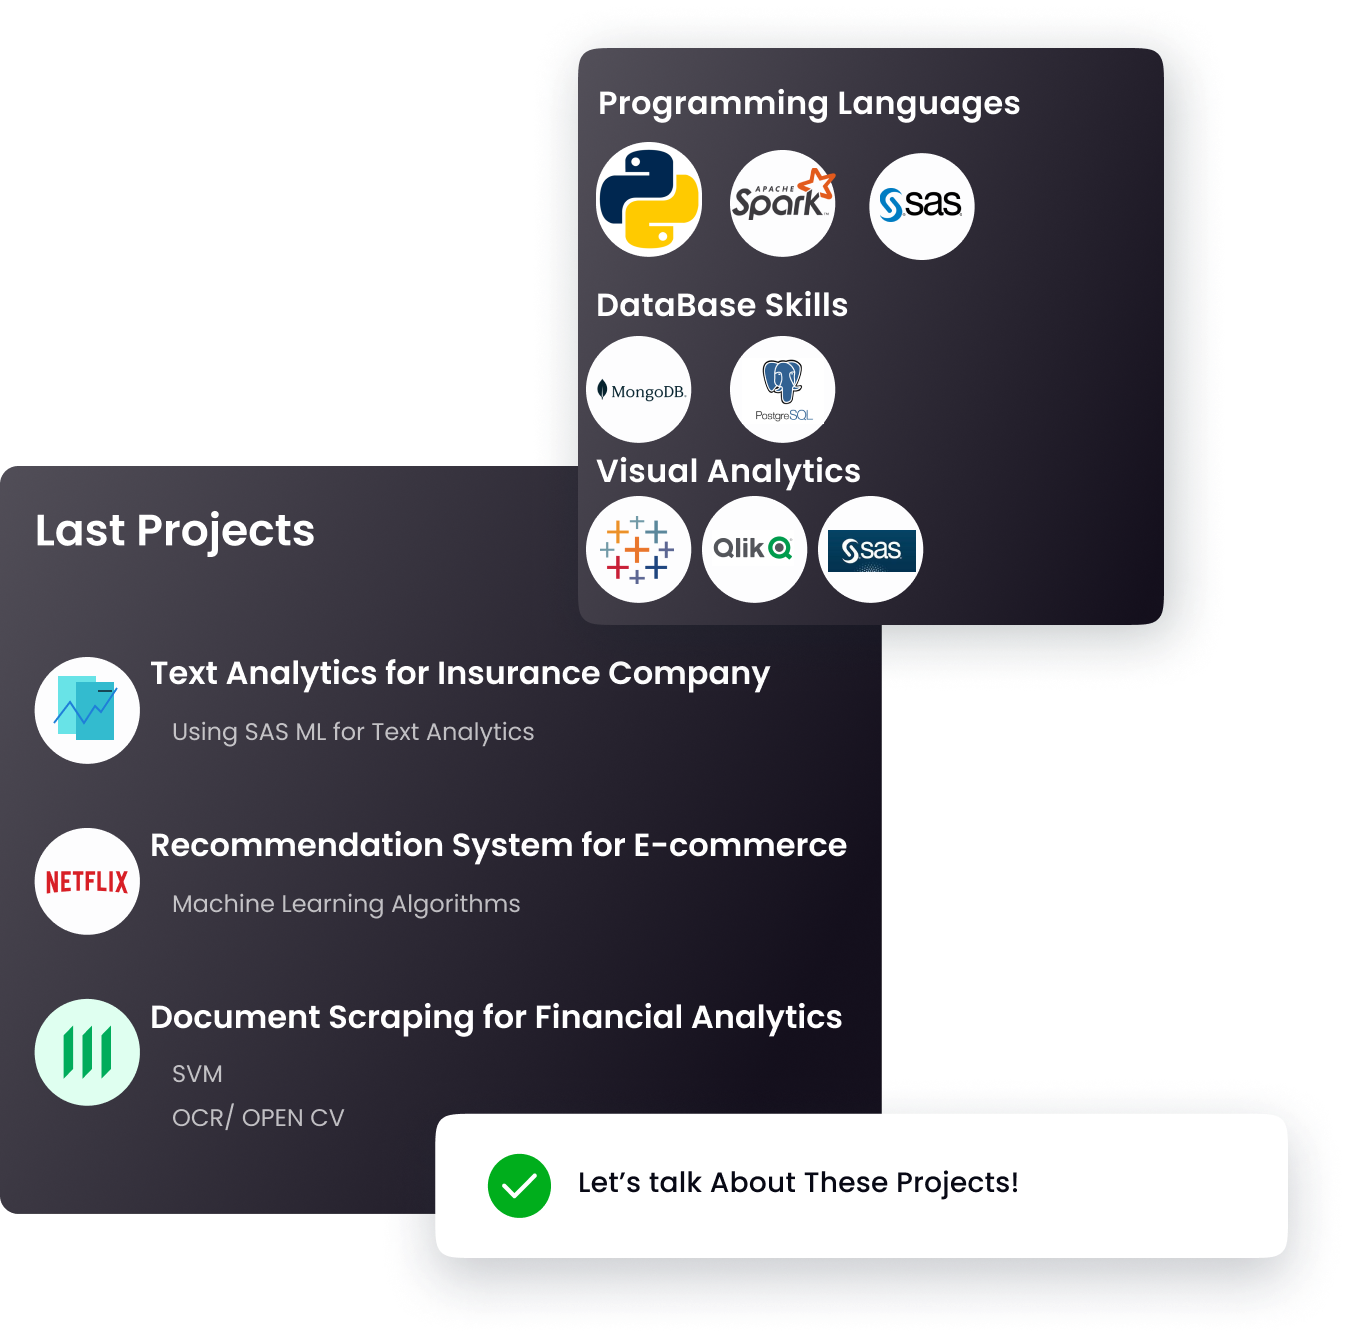 Programming Languages
APACHE
Spark™
sas
DataBase Skills
MongoDB
PostgreSQL
Visual Analytics
Qlik
sas
Last Projects
Text Analytics for Insurance Company
Using SAS ML for Text Analytics
NETFLIX
Recommendation System for E-commerce
Machine Learning Algorithms
Document Scraping for Financial Analytics
SVM
OCR/ OPEN CV
Let’s talk About These Projects!